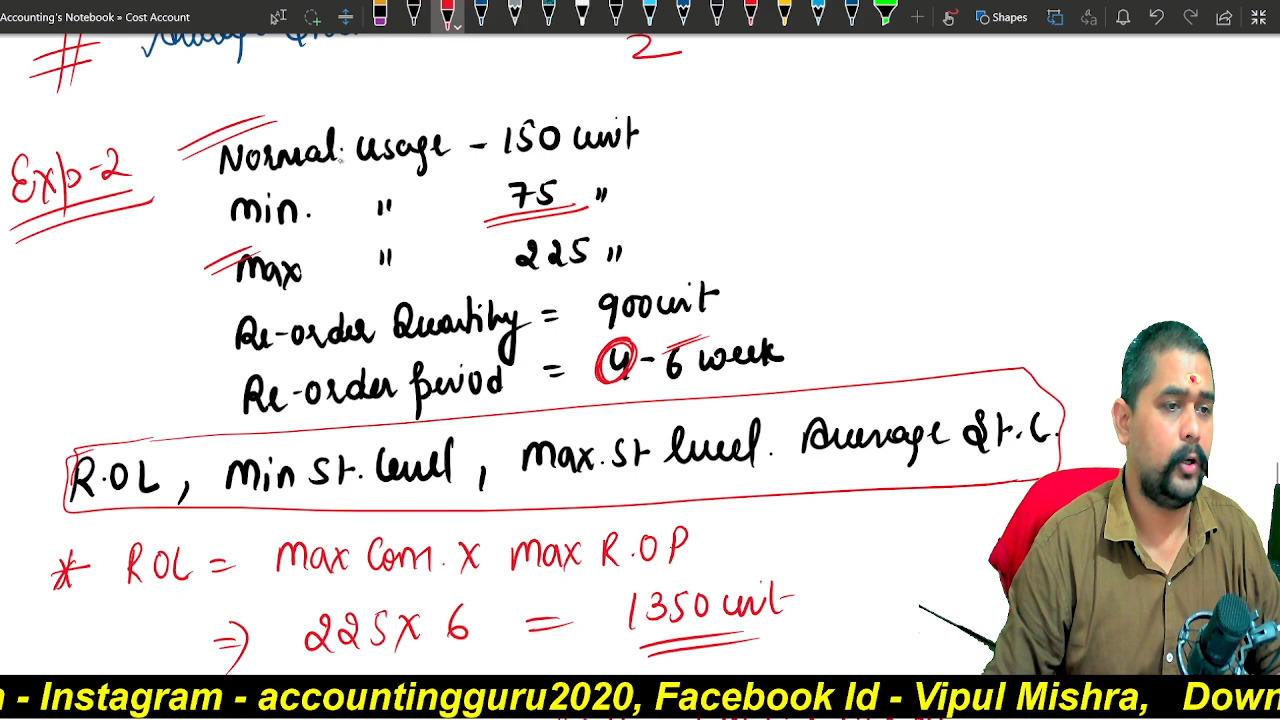 Accounting's Notebook » Cost Account
Shapes
#
2
Exp-2
Normal usage - 150 unit
min. " 75 "
max " 225 "
Re-order Quantity = 900 unit
Re-order period = 4 - 6 week
R.OL, min St. level, max. St level. Average St. L.
* ROL = max Con. x max R.OP
⇒ 225 x 6 = 1350 unit
- Instagram - accountingguru2020, Facebook Id - Vipul Mishra, Down